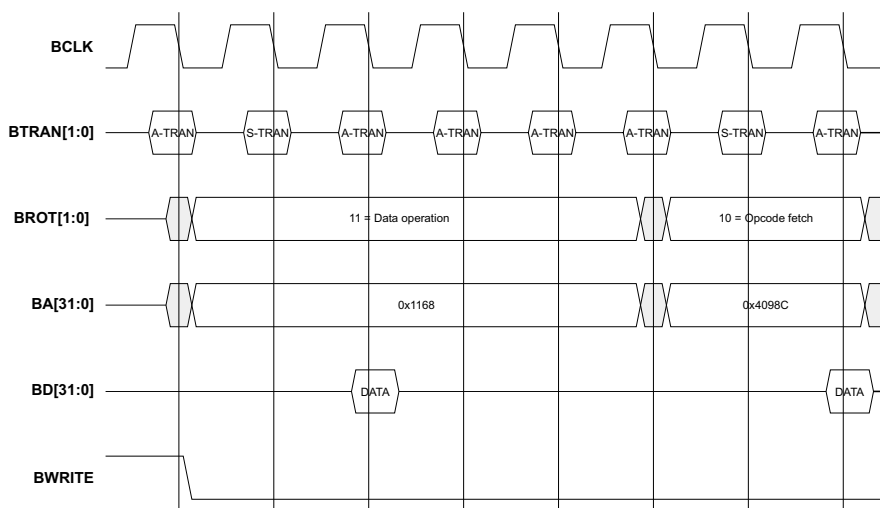 BCLK
BTRAN[1:0] A-TRAN S-TRAN A-TRAN A-TRAN A-TRAN A-TRAN S-TRAN A-TRAN
BROT[1:0] 11 = Data operation 10 = Opcode fetch
BA[31:0] 0x1168 0x4098C
BD[31:0] DATA DATA
BWRITE